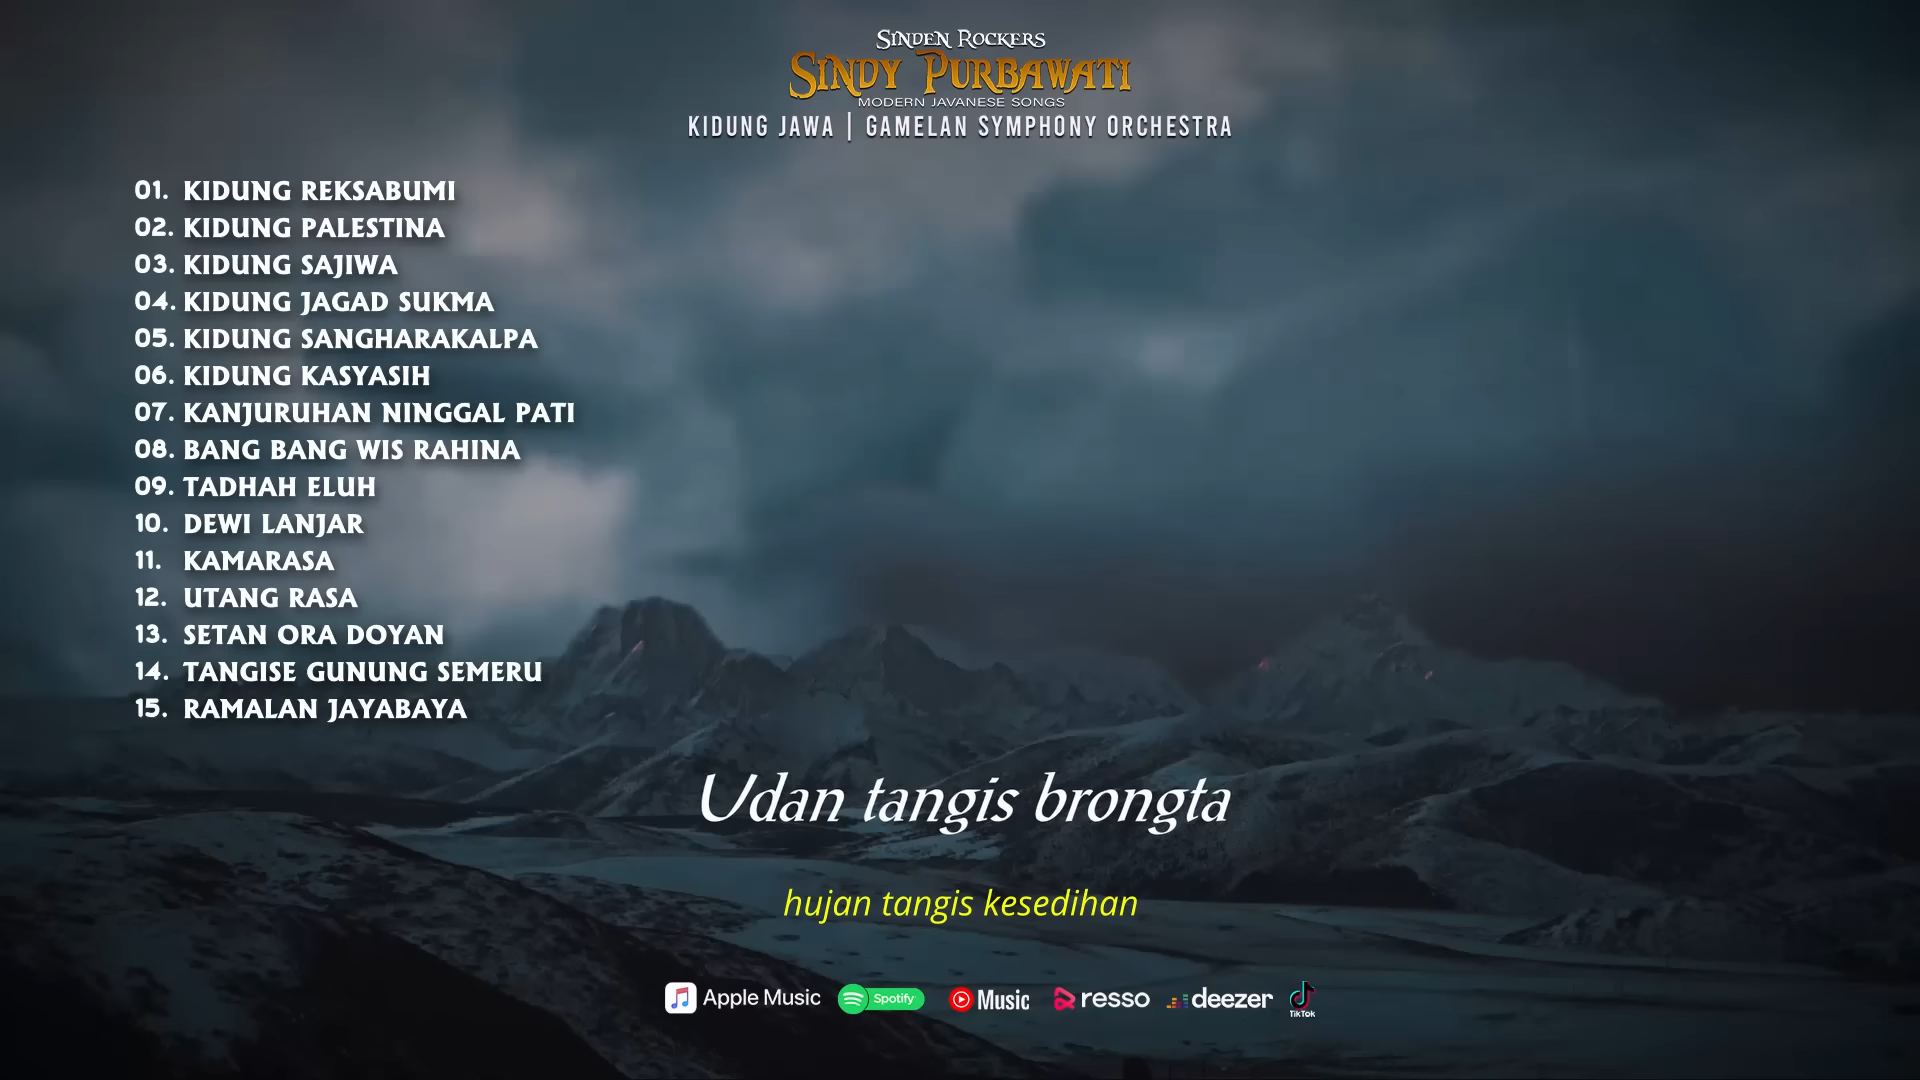 SINDEN ROCKERS
SINDY PURBAWATI
MODERN JAVANESE SONGS
KIDUNG JAWA | GAMELAN SYMPHONY ORCHESTRA
01. KIDUNG REKSABUMI
02. KIDUNG PALESTINA
03. KIDUNG SAJIWA
04. KIDUNG JAGAD SUKMA
05. KIDUNG SANGHARAKALPA
06. KIDUNG KASYASIH
07. KANJURUHAN NINGGAL PATI
08. BANG BANG WIS RAHINA
09. TADHAH ELUH
10. DEWI LANJAR
11. KAMARASA
12. UTANG RASA
13. SETAN ORA DOYAN
14. TANGISE GUNUNG SEMERU
15. RAMALAN JAYABAYA
Udan tangis brongta
hujan tangis kesedihan
Apple Music Spotify Music resso deezer TikTok